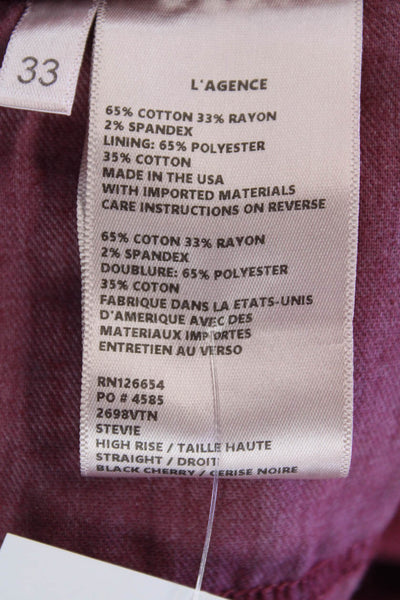 33
L'AGENCE
65% COTTON 33% RAYON
2% SPANDEX
LINING: 65% POLYESTER
35% COTTON
MADE IN THE USA
WITH IMPORTED MATERIALS
CARE INSTRUCTIONS ON REVERSE
65% COTTON 33% RAYON
2% SPANDEX
DOUBLURE: 65% POLYESTER
35% COTON
FABRIQUE DANS LA ETATS-UNIS
D'AMERIQUE AVEC DES
MATERIAUX IMPORTES
ENTRETIEN AU VERSO
RN126654
PO # 4585
2698VTN
STEVIE
HIGH RISE / TAILLE HAUTE
STRAIGHT / DROIT
BLACK CHERRY / CERISE NOIRE